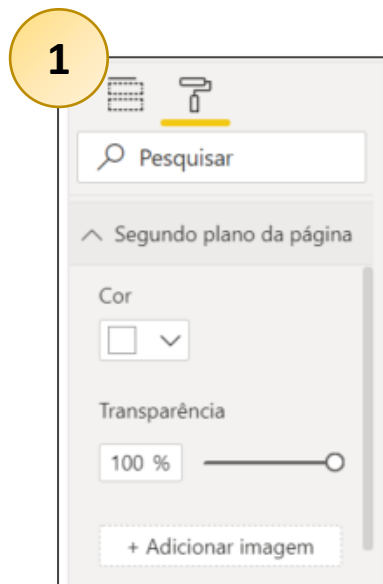 1
Pesquisar
Segundo plano da página
Cor
Transparência
100 %
+ Adicionar imagem